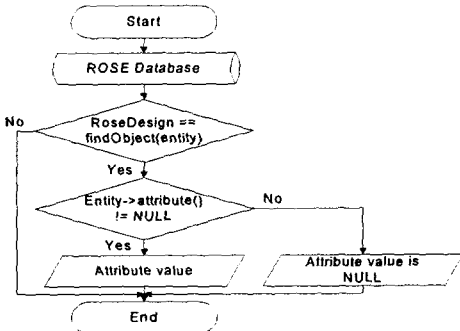 Start
ROSE Database
No
RoseDesign ==
findObject(entity)
Yes
Entity->attribute()
!= NULL
No
Yes
Attribute value
Attribute value is
NULL
End